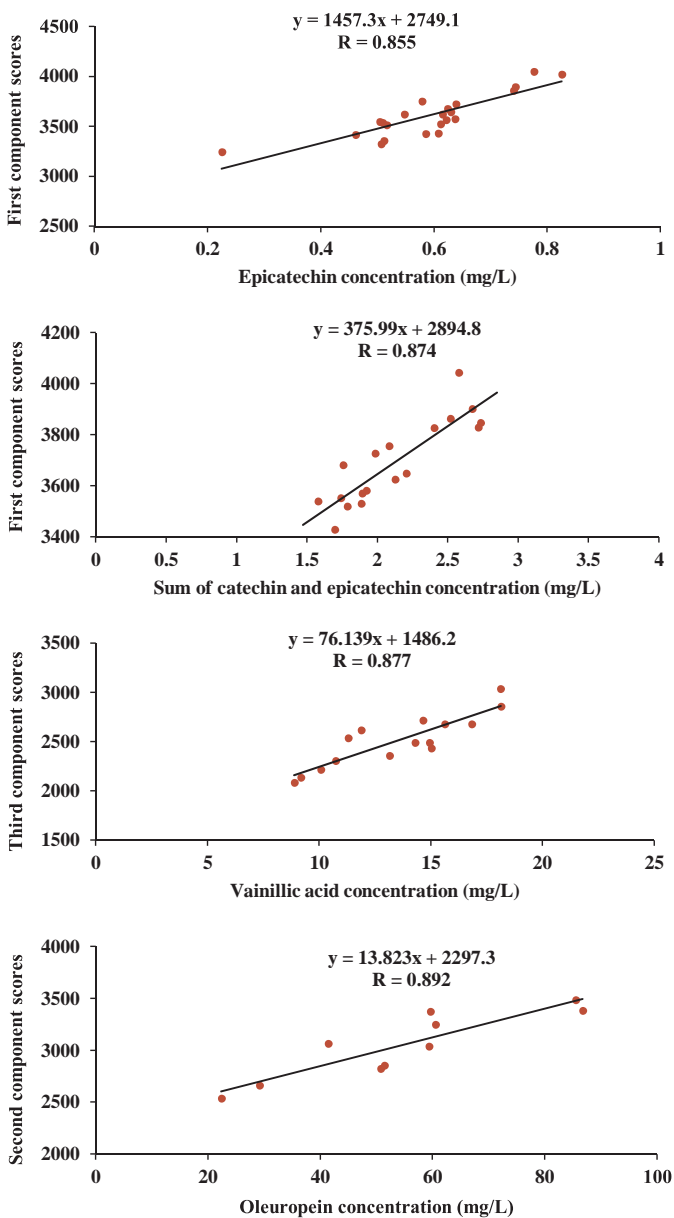 y = 1457.3x + 2749.1
R = 0.855
First component scores
4500
4000
3500
3000
2500
0
0.2
0.4
0.6
0.8
1
Epicatechin concentration (mg/L)
y = 375.99x + 2894.8
R = 0.874
First component scores
4200
4000
3800
3600
3400
0
0.5
1
1.5
2
2.5
3
3.5
4
Sum of catechin and epicatechin concentration (mg/L)
y = 76.139x + 1486.2
R = 0.877
Third component scores
3500
3000
2500
2000
1500
0
5
10
15
20
25
Vainillic acid concentration (mg/L)
y = 13.823x + 2297.3
R = 0.892
Second component scores
4000
3500
3000
2500
2000
0
20
40
60
80
100
Oleuropein concentration (mg/L)